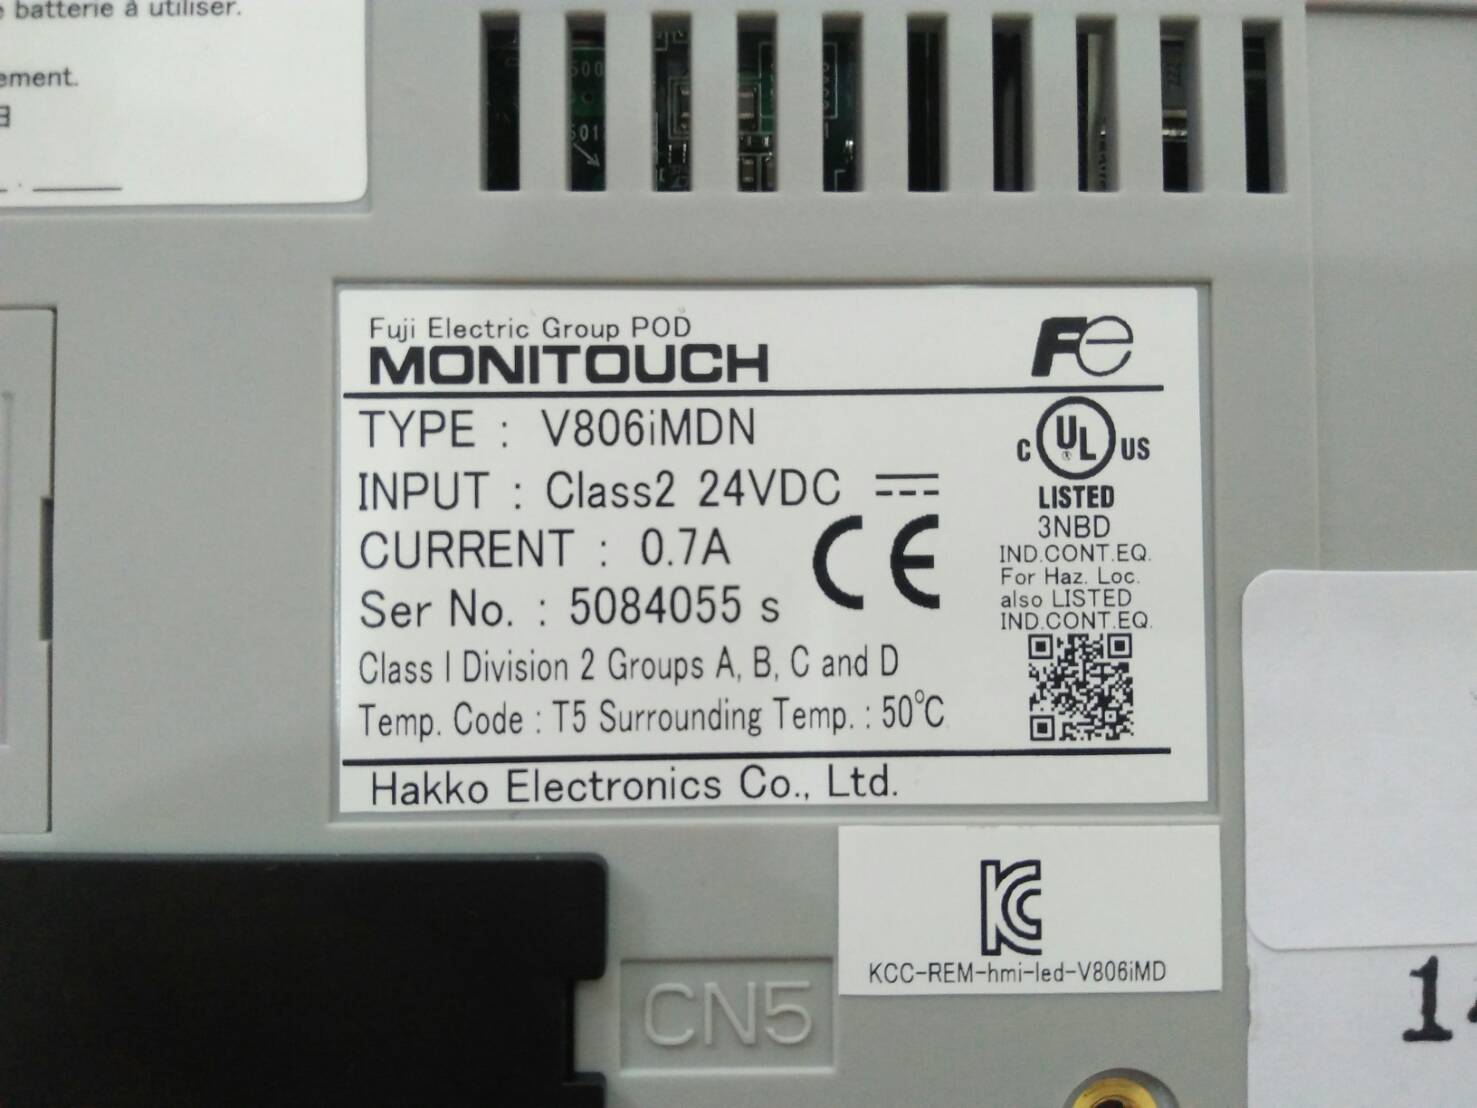 batterie à utiliser.
ement.
Fuji Electric Group POD
MONITOUCH
Fe
TYPE : V806iMDN
INPUT : Class2 24VDC
CURRENT : 0.7A
Ser No. : 5084055 s
Class I Division 2 Groups A, B, C and D
Temp. Code : T5 Surrounding Temp. : 50°C
CE
C UL US
LISTED
3NBD
IND.CONT.EQ.
For Haz. Loc.
also LISTED
IND.CONT.EQ.
Hakko Electronics Co., Ltd.
KC
KCC-REM-hmi-led-V806iMD
CN5